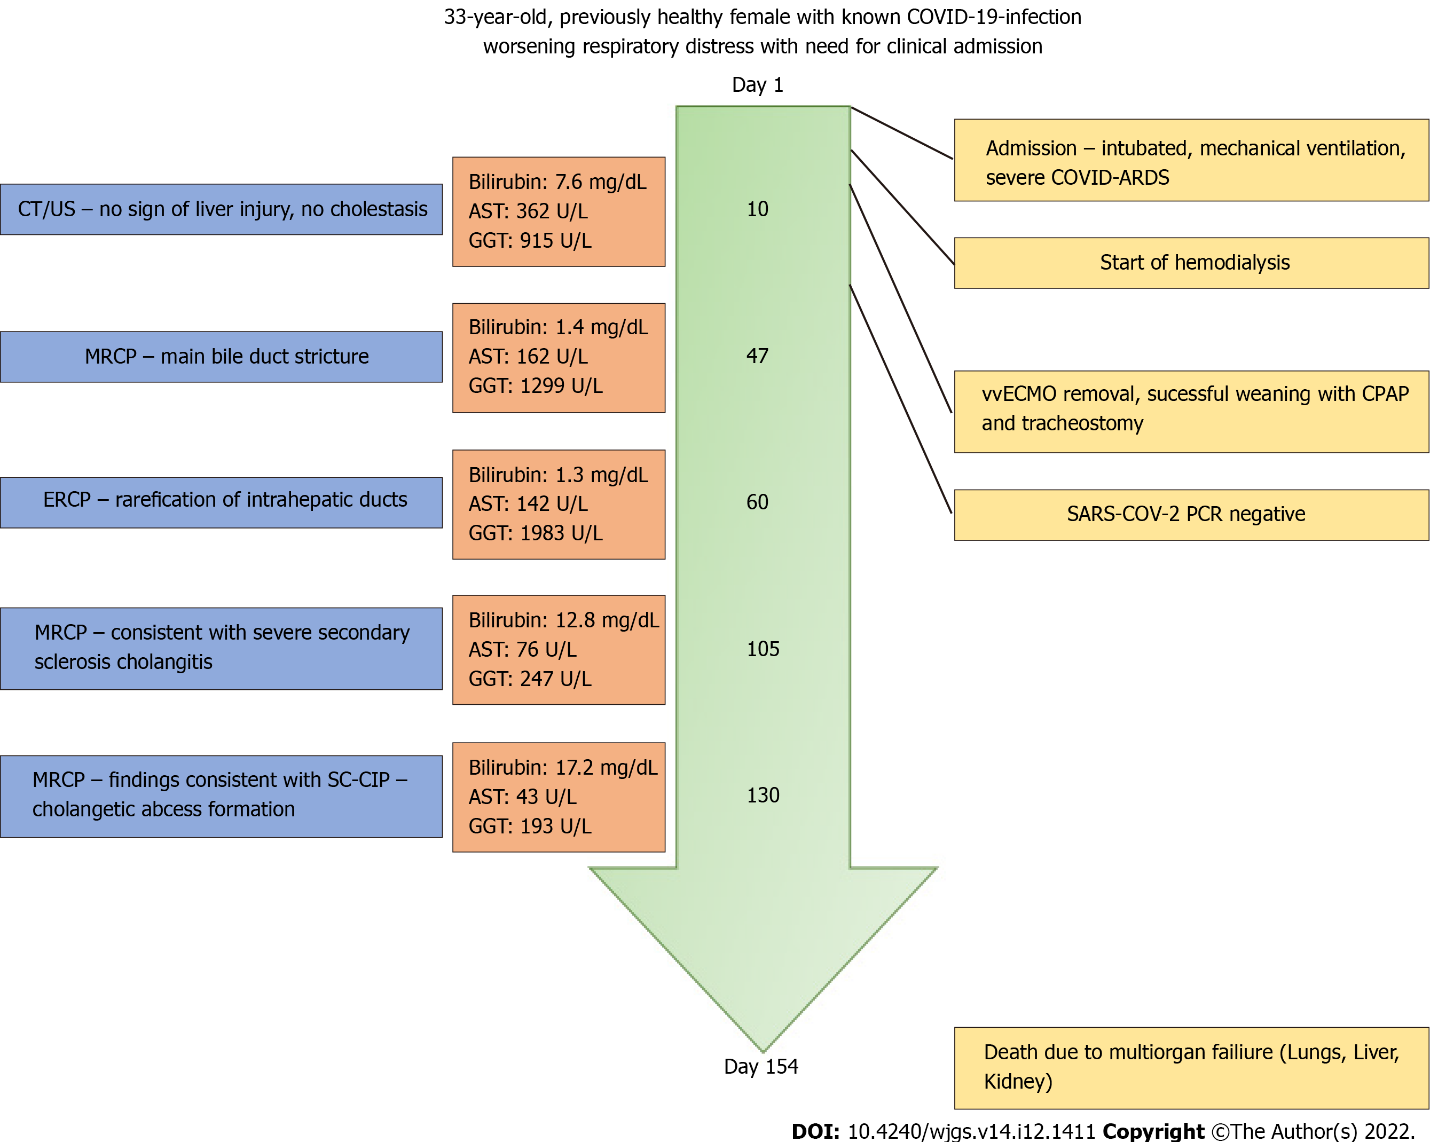 33-year-old, previously healthy female with known COVID-19-infection
worsening respiratory distress with need for clinical admission
Day 1
Admission – intubated, mechanical ventilation,
severe COVID-ARDS
CT/US – no sign of liver injury, no cholestasis
Bilirubin: 7.6 mg/dL
AST: 362 U/L
GGT: 915 U/L
10
Start of hemodialysis
MRCP – main bile duct stricture
Bilirubin: 1.4 mg/dL
AST: 162 U/L
GGT: 1299 U/L
47
vvECMO removal, sucessful weaning with CPAP
and tracheostomy
ERCP – rarefication of intrahepatic ducts
Bilirubin: 1.3 mg/dL
AST: 142 U/L
GGT: 1983 U/L
60
SARS-COV-2 PCR negative
MRCP – consistent with severe secondary
sclerosis cholangitis
Bilirubin: 12.8 mg/dL
AST: 76 U/L
GGT: 247 U/L
105
MRCP – findings consistent with SC-CIP –
cholangetic abcess formation
Bilirubin: 17.2 mg/dL
AST: 43 U/L
GGT: 193 U/L
130
Day 154
Death due to multiorgan failiure (Lungs, Liver,
Kidney)
DOI: 10.4240/wjgs.v14.i12.1411 Copyright ©The Author(s) 2022.